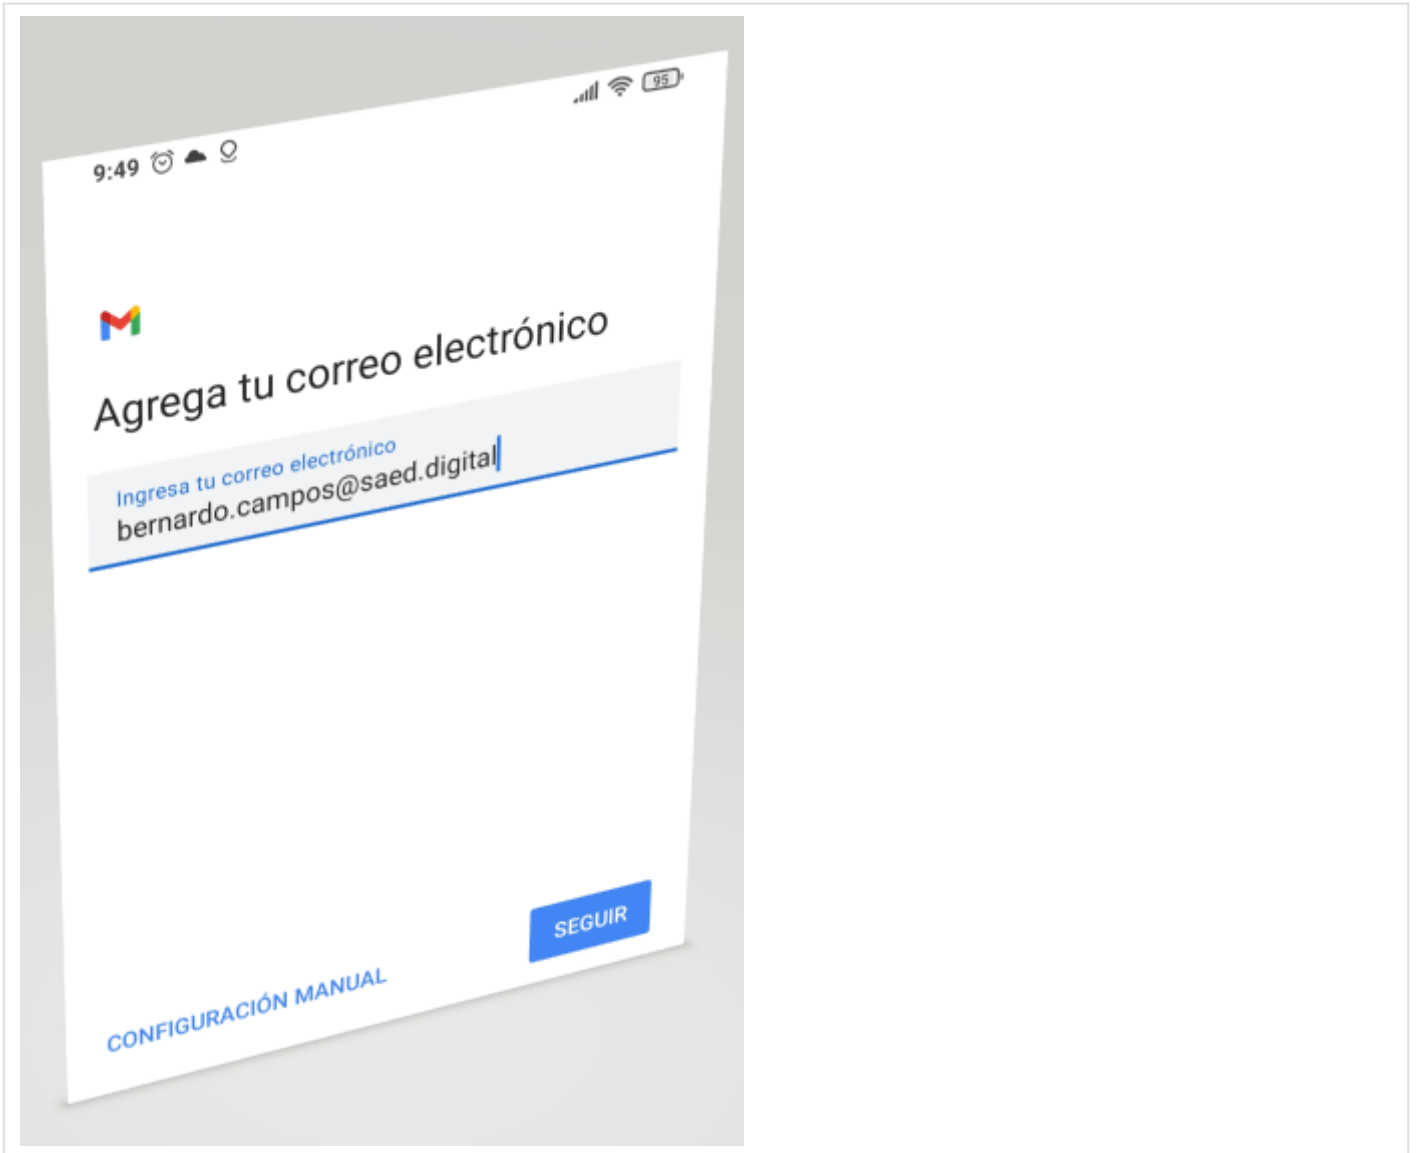 9:49
95
Agrega tu correo electrónico
Ingresa tu correo electrónico
bernardo.campos@saed.digital
SEGUIR
CONFIGURACIÓN MANUAL